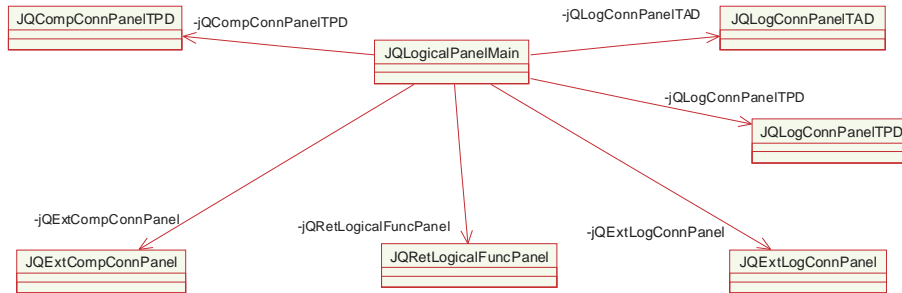 JQCompConnPanelTPD
-jQCompConnPanelTPD
-jQLogConnPanelTAD
JQLogConnPanelTAD
JQLogicalPanelMain
-jQLogConnPanelTPD
JQLogConnPanelTPD
-jQExtCompConnPanel
-jQRetLogicalFuncPanel
-jQExtLogConnPanel
JQExtCompConnPanel
JQRetLogicalFuncPanel
JQExtLogConnPanel